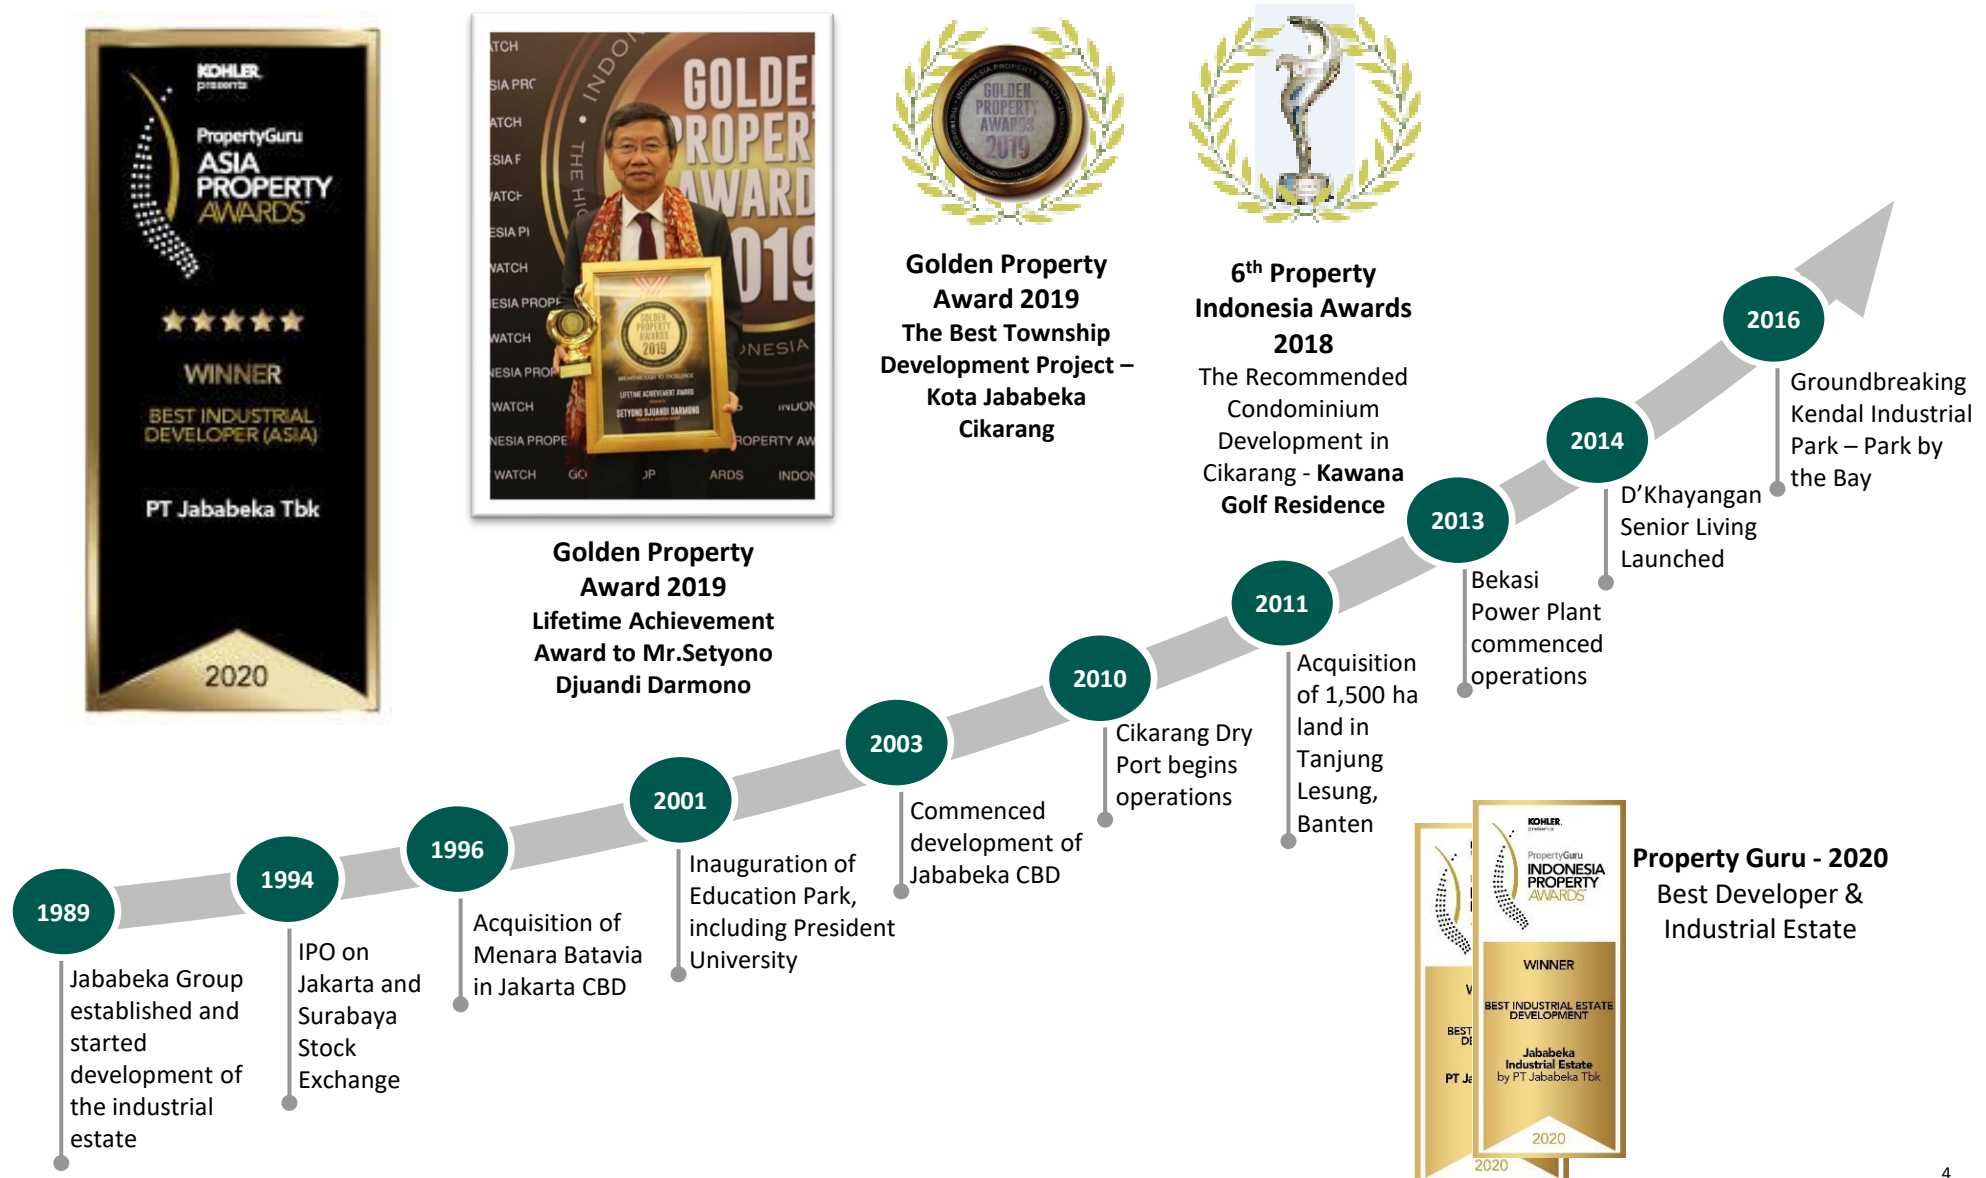 KOHLER
presents
PropertyGuru
ASIA
PROPERTY
AWARDS
WINNER
BEST INDUSTRIAL
DEVELOPER (ASIA)
PT Jababeka Tbk
2020
GOLDEN
PROPERTY
AWARDS
2019
LIFETIME ACHIEVEMENT AWARD
SETYONO DJUANDI DARMONO
Golden Property
Award 2019
Lifetime Achievement
Award to Mr.Setyono
Djuandi Darmono
GOLDEN
PROPERTY
AWARDS
2019
Golden Property
Award 2019
The Best Township
Development Project –
Kota Jababeka
Cikarang
6th Property
Indonesia Awards
2018
The Recommended
Condominium
Development in
Cikarang - Kawana
Golf Residence
1989
Jababeka Group
established and
started
development of
the industrial
estate
1994
IPO on
Jakarta and
Surabaya
Stock
Exchange
1996
Acquisition of
Menara Batavia
in Jakarta CBD
2001
Inauguration of
Education Park,
including President
University
2003
Commenced
development of
Jababeka CBD
2010
Cikarang Dry
Port begins
operations
2011
Acquisition
of 1,500 ha
land in
Tanjung
Lesung,
Banten
2013
Bekasi
Power Plant
commenced
operations
2014
D’Khayangan
Senior Living
Launched
2016
Groundbreaking
Kendal Industrial
Park – Park by
the Bay
KOHLER
presents
PropertyGuru
INDONESIA
PROPERTY
AWARDS
WINNER
BEST INDUSTRIAL ESTATE
DEVELOPMENT
Jababeka
Industrial Estate
by PT Jababeka Tbk
2020
2020
Property Guru - 2020
Best Developer &
Industrial Estate
4